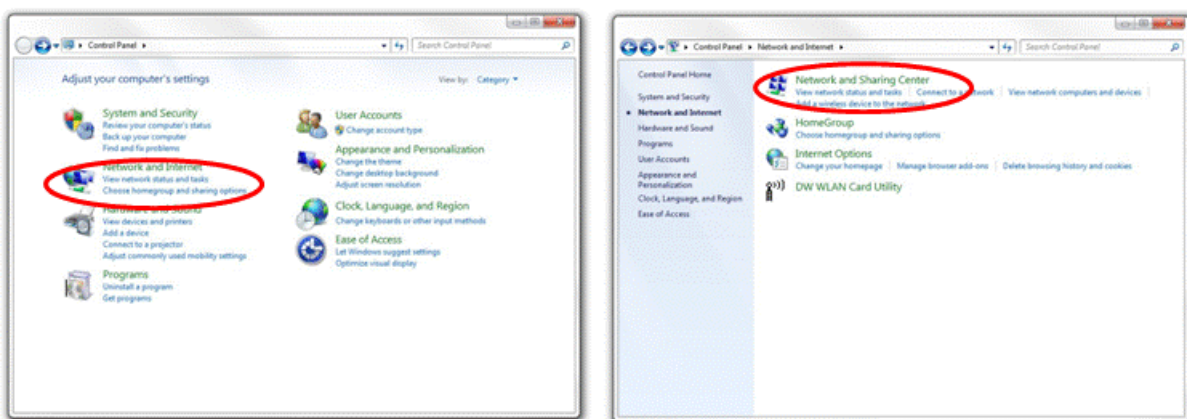 Control Panel
Search Control Panel
Adjust your computer's settings
View by: Category
System and Security
Review your computer's status
Back up your computer
Find and fix problems
Network and Internet
View network status and tasks
Choose homegroup and sharing options
Hardware and Sound
View devices and printers
Add a device
Connect to a projector
Adjust commonly used mobility settings
Programs
Uninstall a program
Get programs
User Accounts
Change account type
Appearance and Personalization
Change the theme
Change desktop background
Adjust screen resolution
Clock, Language, and Region
Change keyboards or other input methods
Ease of Access
Let Windows suggest settings
Optimize visual display
Control Panel Network and Internet
Search Control Panel
Control Panel Home
System and Security
Network and Internet
Hardware and Sound
Programs
User Accounts
Appearance and
Personalization
Clock, Language, and Region
Ease of Access
Network and Sharing Center
View network status and tasks Connect to a network View network computers and devices
Add a wireless device to the network
HomeGroup
Choose homegroup and sharing options
Internet Options
Change your homepage Manage browser add-ons Delete browsing history and cookies
DW WLAN Card Utility